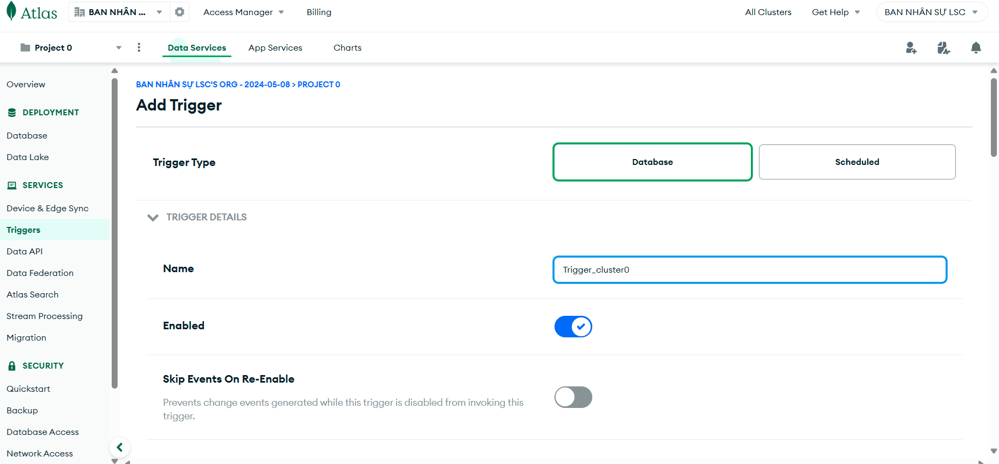 Atlas
BAN NHÂN ...
Access Manager
Billing
All Clusters
Get Help
BAN NHÂN SỰ LSC
Project 0
Data Services
App Services
Charts
Overview
DEPLOYMENT
Database
Data Lake
SERVICES
Device & Edge Sync
Triggers
Data API
Data Federation
Atlas Search
Stream Processing
Migration
SECURITY
Quickstart
Backup
Database Access
Network Access
BAN NHÂN SỰ LSC'S ORG - 2024-05-08 > PROJECT 0
Add Trigger
Trigger Type
Database
Scheduled
TRIGGER DETAILS
Name
Trigger_cluster0
Enabled
Skip Events On Re-Enable
Prevents change events generated while this trigger is disabled from invoking this
trigger.